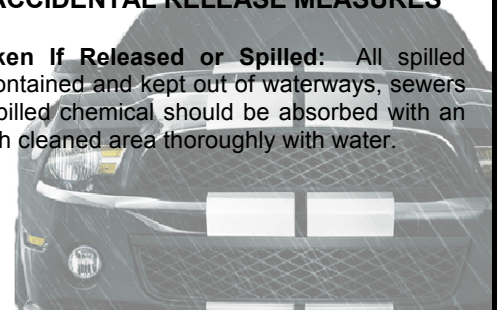 ACCIDENTAL RELEASE MEASURES
ken If Released or Spilled: All spilled
ontained and kept out of waterways, sewers
pilled chemical should be absorbed with an
h cleaned area thoroughly with water.